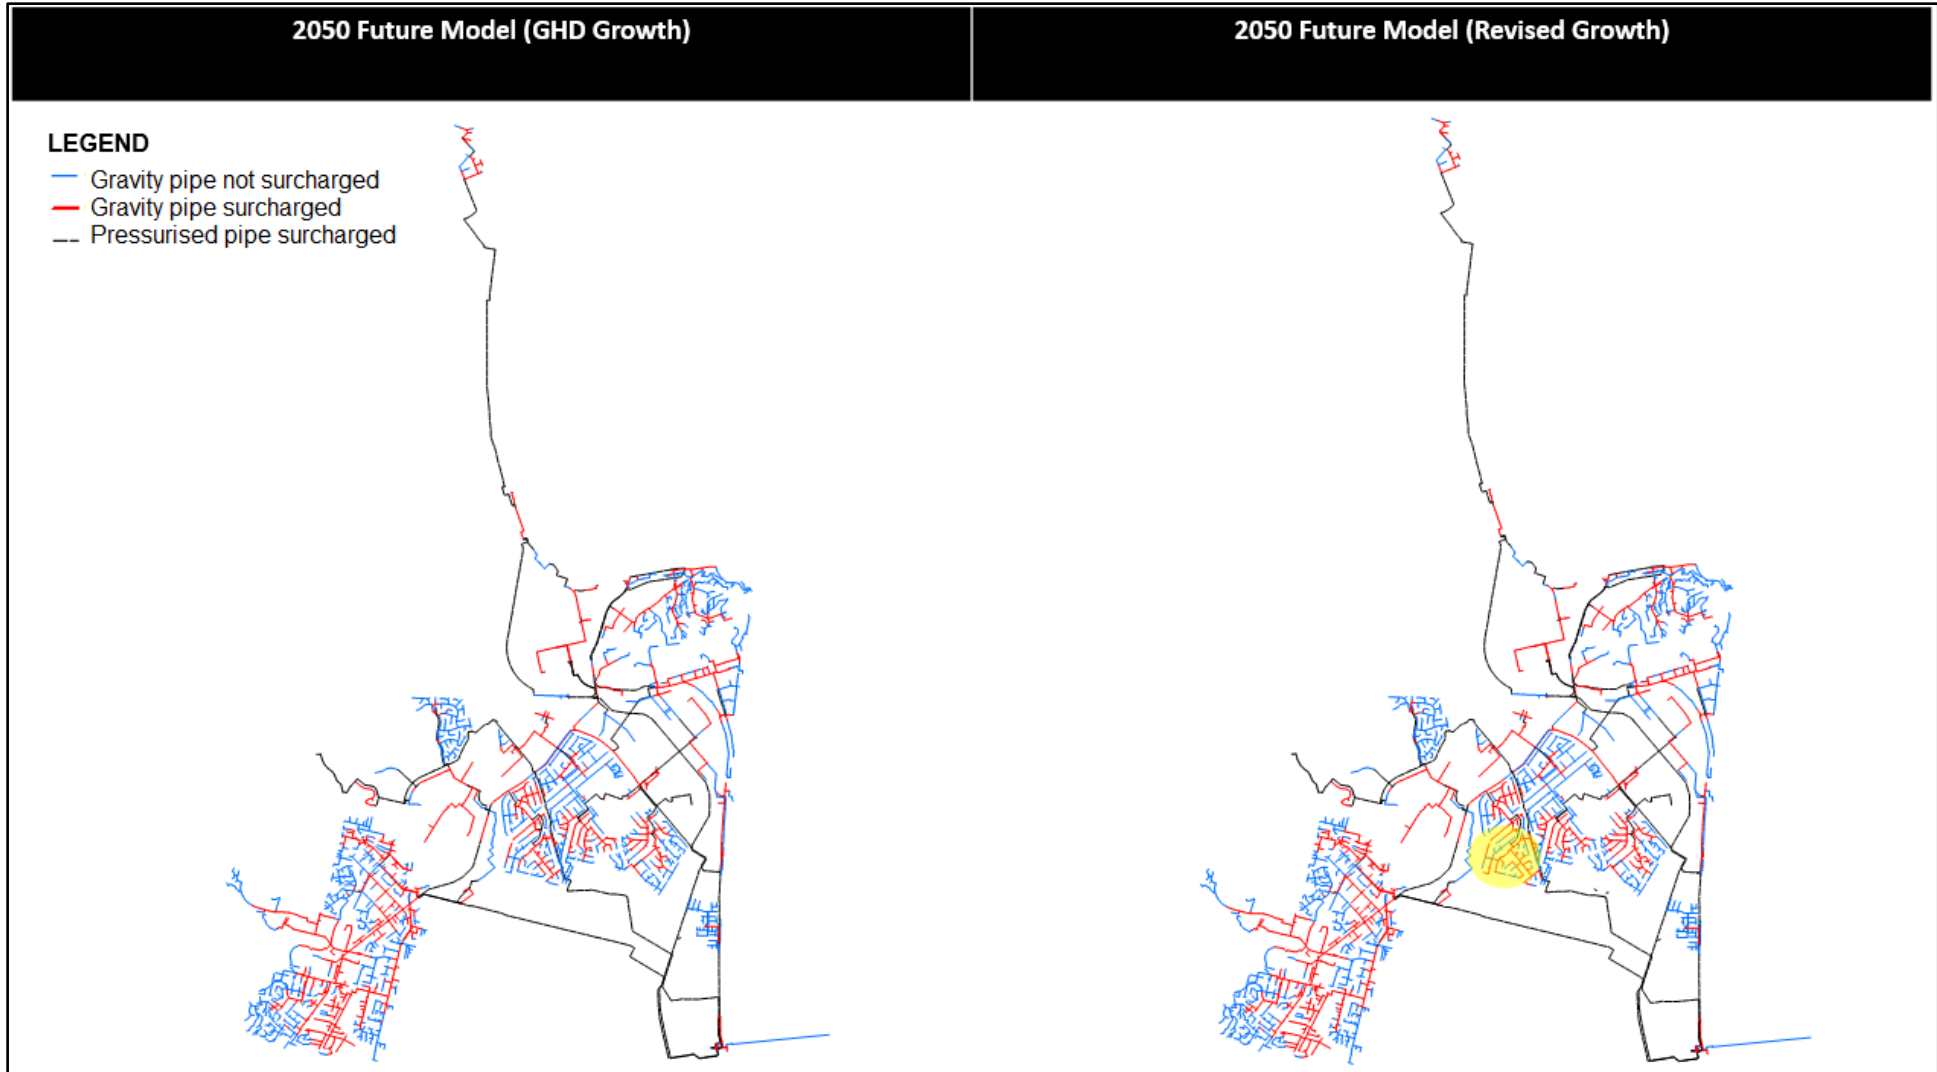 2050 Future Model (GHD Growth)
2050 Future Model (Revised Growth)
LEGEND
Gravity pipe not surcharged
Gravity pipe surcharged
Pressurised pipe surcharged